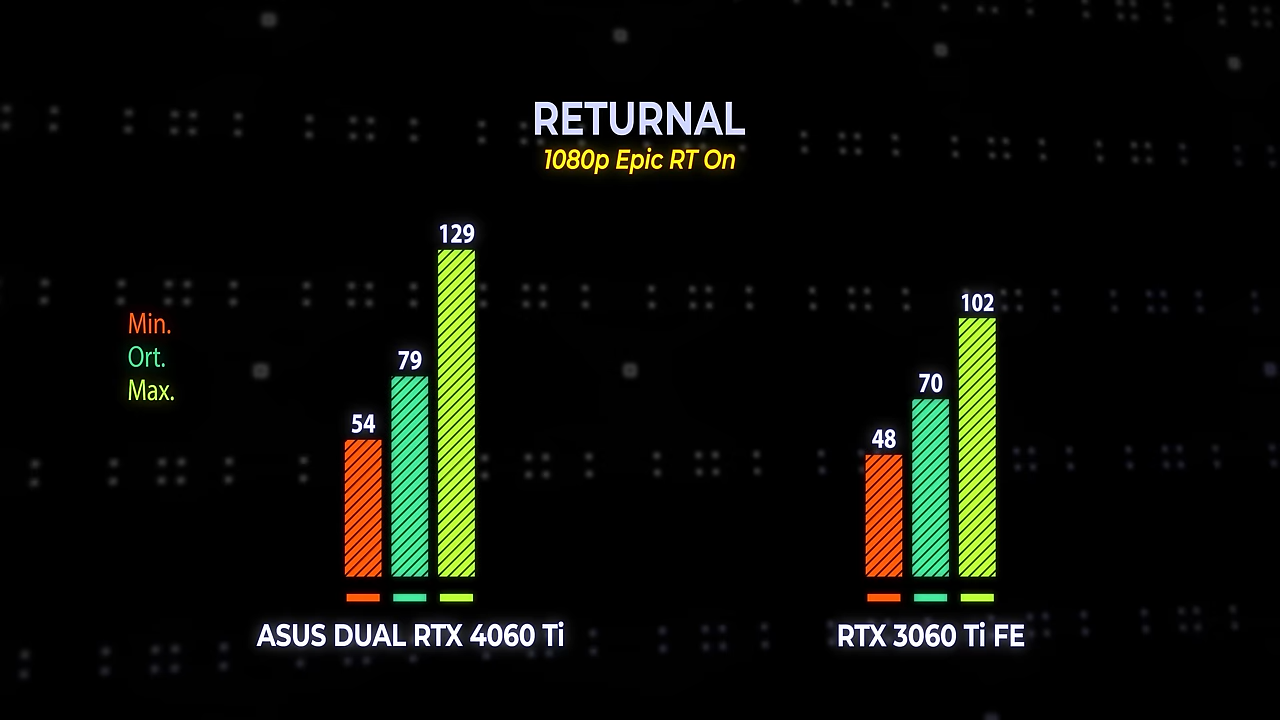 RETURNAL
1080p Epic RT On
Min.
Ort.
Max.
54
79
129
48
70
102
ASUS DUAL RTX 4060 Ti
RTX 3060 Ti FE